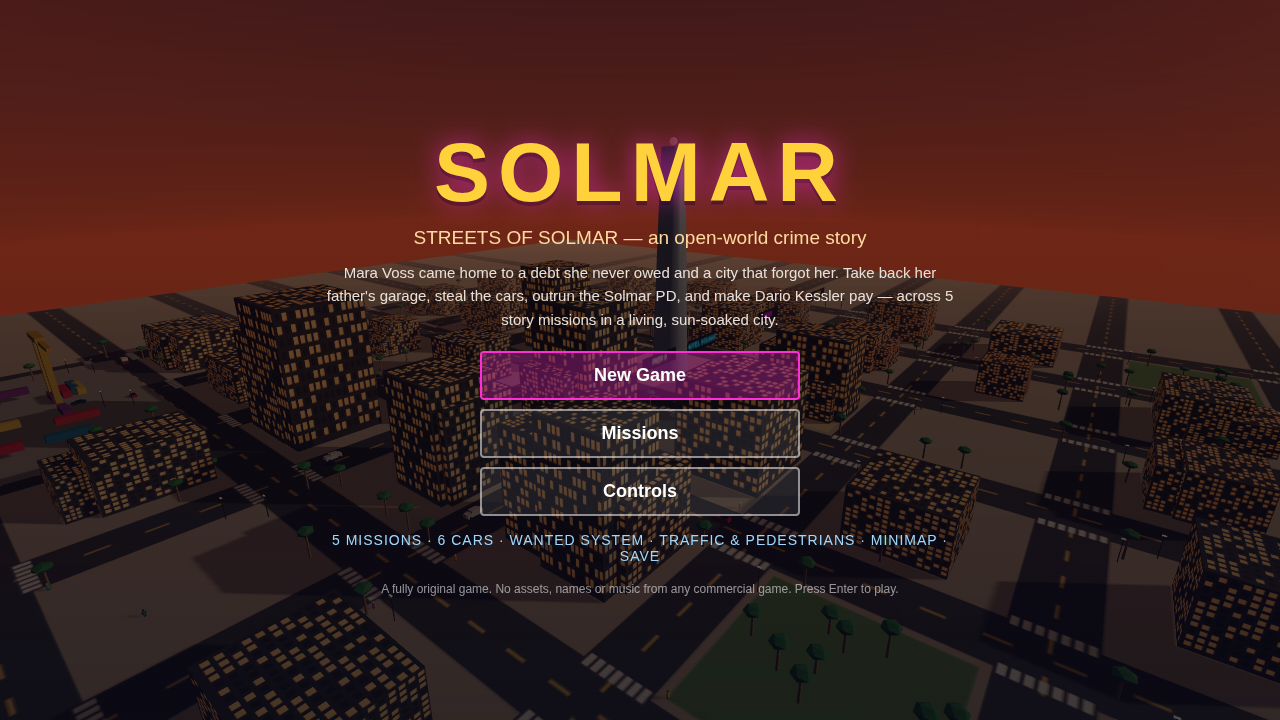 SOLMAR
STREETS OF SOLMAR — an open-world crime story
Mara Voss came home to a debt she never owed and a city that forgot her. Take back her
father's garage, steal the cars, outrun the Solmar PD, and make Dario Kessler pay — across 5
story missions in a living, sun-soaked city.
New Game
Missions
Controls
5 MISSIONS · 6 CARS · WANTED SYSTEM · TRAFFIC & PEDESTRIANS · MINIMAP ·
SAVE
A fully original game. No assets, names or music from any commercial game. Press Enter to play.